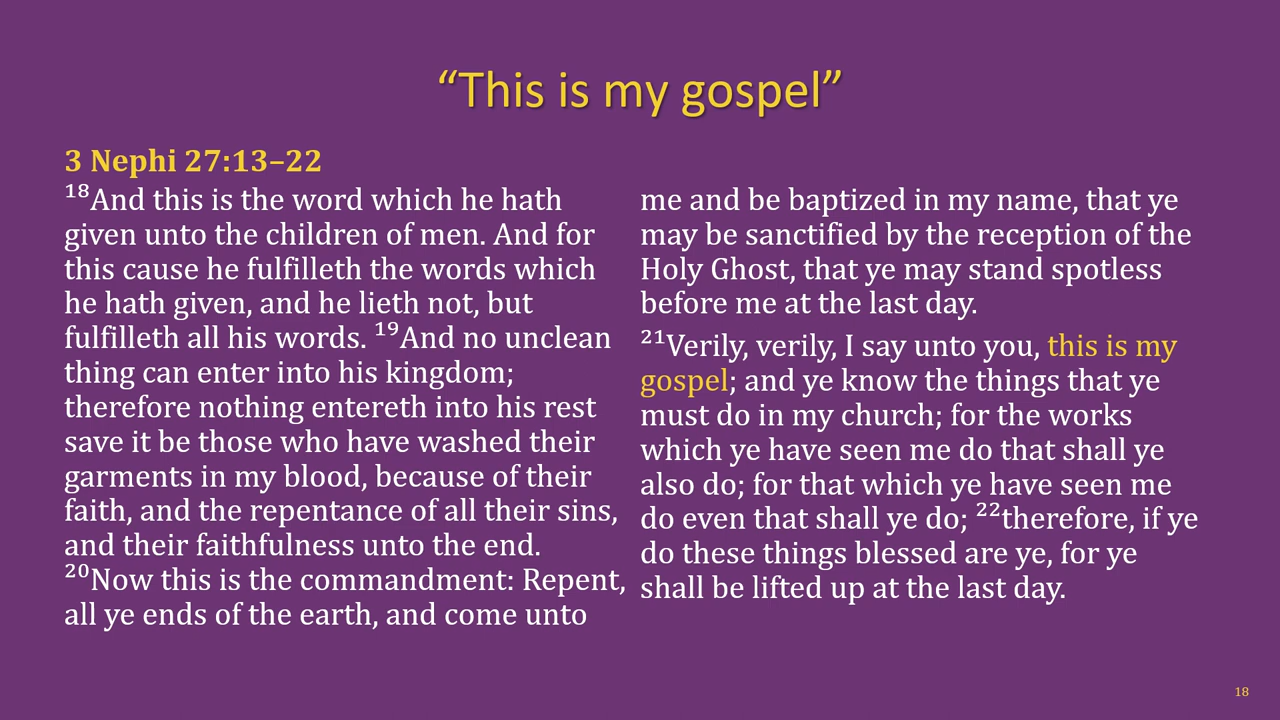 “This is my gospel”
3 Nephi 27:13–22
¹⁸And this is the word which he hath
given unto the children of men. And for
this cause he fulfilleth the words which
he hath given, and he lieth not, but
fulfilleth all his words. ¹⁹And no unclean
thing can enter into his kingdom;
therefore nothing entereth into his rest
save it be those who have washed their
garments in my blood, because of their
faith, and the repentance of all their sins,
and their faithfulness unto the end.
²⁰Now this is the commandment: Repent,
all ye ends of the earth, and come unto
me and be baptized in my name, that ye
may be sanctified by the reception of the
Holy Ghost, that ye may stand spotless
before me at the last day.
²¹Verily, verily, I say unto you, this is my
gospel; and ye know the things that ye
must do in my church; for the works
which ye have seen me do that shall ye
also do; for that which ye have seen me
do even that shall ye do; ²²therefore, if ye
do these things blessed are ye, for ye
shall be lifted up at the last day.
18